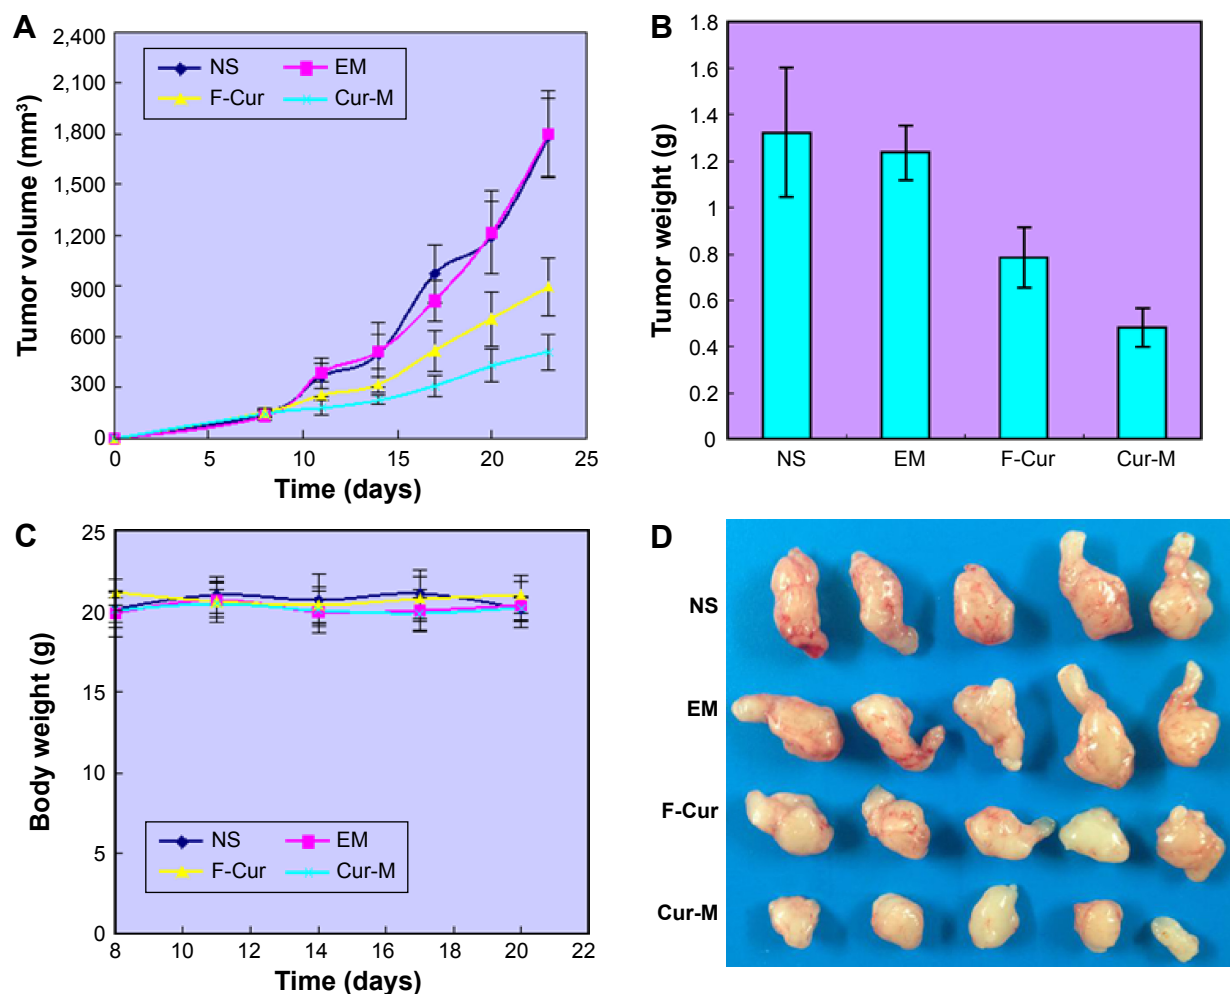 A
Tumor volume (mm³)
2,400
2,100
1,800
1,500
1,200
900
600
300
0
NS EM
F-Cur Cur-M
0 5 10 15 20 25
Time (days)
B
Tumor weight (g)
1.8
1.6
1.4
1.2
1
0.8
0.6
0.4
0.2
0
NS EM F-Cur Cur-M
C
Body weight (g)
25
20
15
10
5
0
NS EM
F-Cur Cur-M
8 10 12 14 16 18 20 22
Time (days)
D
NS
EM
F-Cur
Cur-M